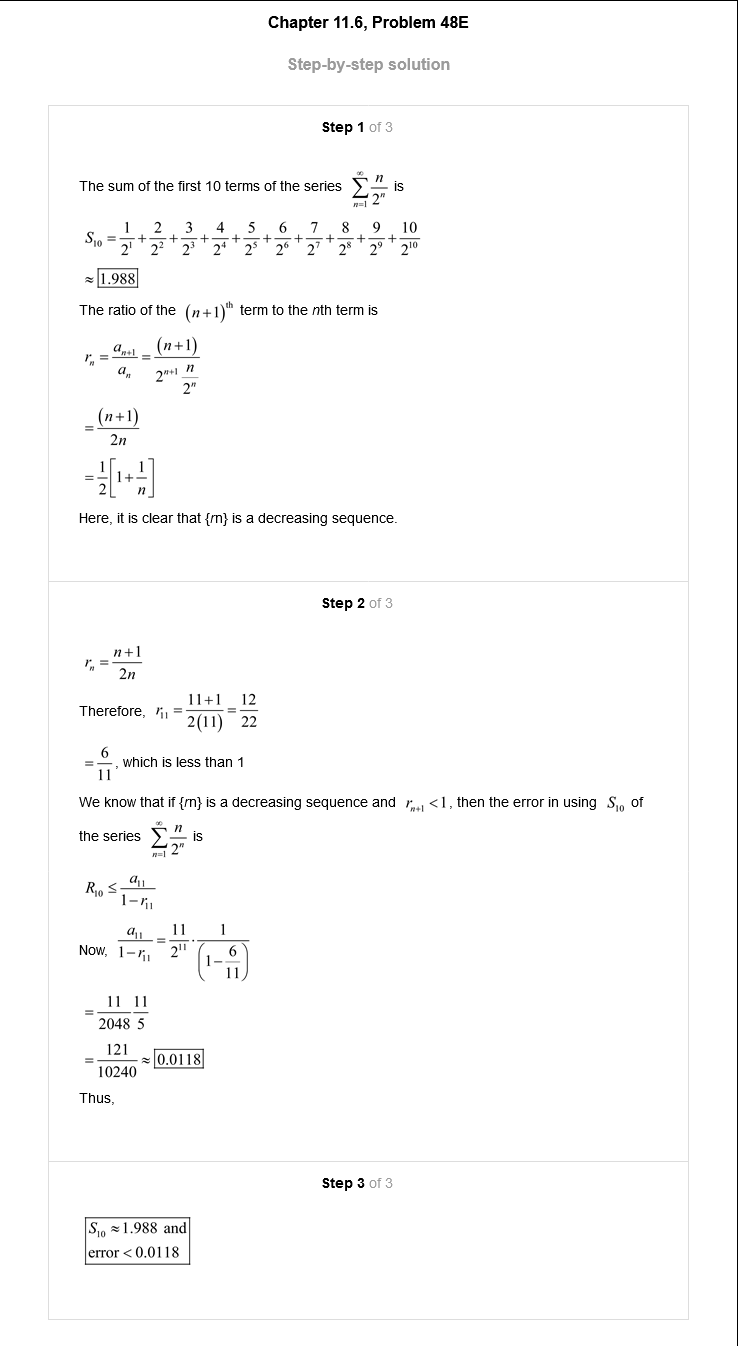 Chapter 11.6, Problem 48E
Step-by-step solution
Step 1 of 3
The sum of the first 10 terms of the series $\sum_{n=1}^{\infty} \frac{n}{2^n}$ is
$S_{10} = \frac{1}{2^1} + \frac{2}{2^2} + \frac{3}{2^3} + \frac{4}{2^4} + \frac{5}{2^5} + \frac{6}{2^6} + \frac{7}{2^7} + \frac{8}{2^8} + \frac{9}{2^9} + \frac{10}{2^{10}}$
$\approx \boxed{1.988}$
The ratio of the $(n+1)^{\text{th}}$ term to the nth term is
$r_n = \frac{a_{n+1}}{a_n} = \frac{(n+1)}{2^{n+1} \frac{n}{2^n}}$
$= \frac{(n+1)}{2n}$
$= \frac{1}{2}\left[1 + \frac{1}{n}\right]$
Here, it is clear that {rn} is a decreasing sequence.
Step 2 of 3
$r_n = \frac{n+1}{2n}$
Therefore, $r_{11} = \frac{11+1}{2(11)} = \frac{12}{22}$
$= \frac{6}{11}$, which is less than 1
We know that if {rn} is a decreasing sequence and $r_{n+1} < 1$, then the error in using $S_{10}$ of
the series $\sum_{n=1}^{\infty} \frac{n}{2^n}$ is
$R_{10} \leq \frac{a_{11}}{1 - r_{11}}$
Now, $\frac{a_{11}}{1 - r_{11}} = \frac{11}{2^{11}} \cdot \frac{1}{\left(1 - \frac{6}{11}\right)}$
$= \frac{11}{2048} \frac{11}{5}$
$= \frac{121}{10240} \approx \boxed{0.0118}$
Thus,
Step 3 of 3
$S_{10} \approx 1.988$ and
error < 0.0118